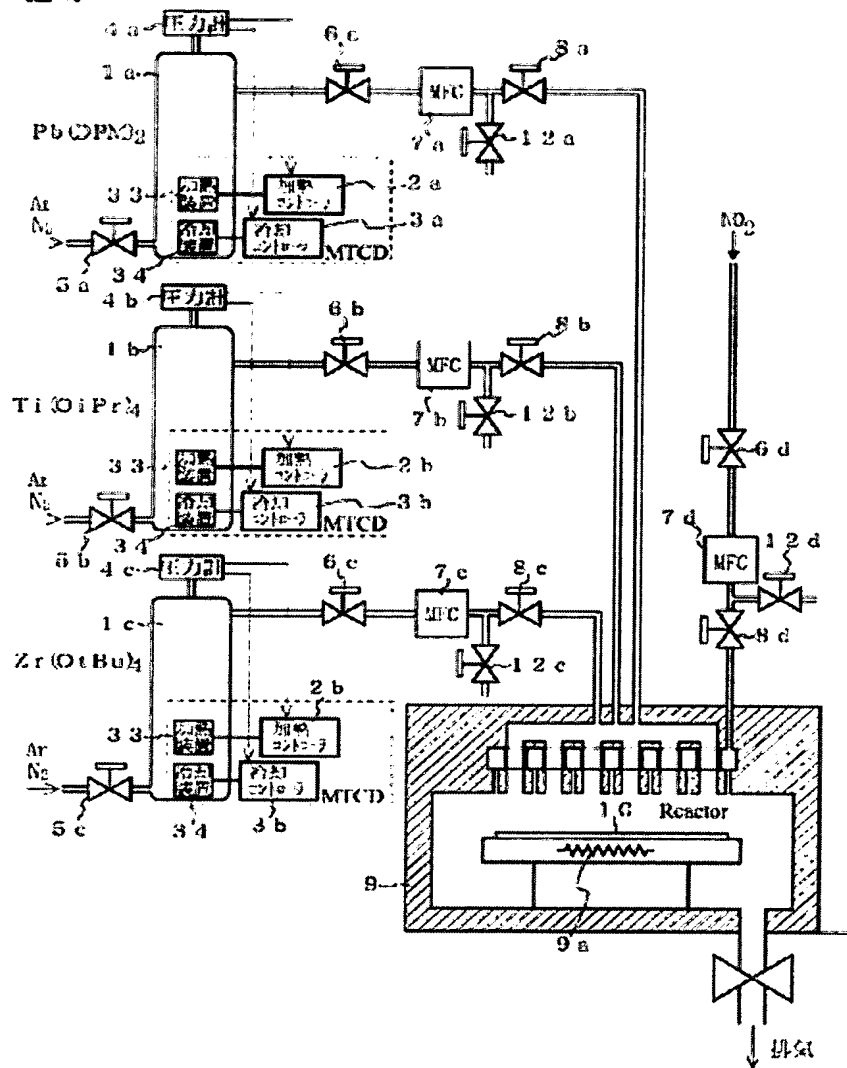 4a
圧力計
6c
8a
1a
MFC
Pb(DPM)2
7a
12a
33
加熱装置
加熱コントローラ
2a
Ar
N2
34
冷却装置
冷却コントローラ
3a
MTCD
5a
NO2
4b
圧力計
6b
8b
1b
MFC
Ti(OiPr)4
7b
12b
33
加熱装置
加熱コントローラ
2b
6d
Ar
N2
34
冷却装置
冷却コントローラ
3b
MTCD
5b
7d
12d
MFC
4c
圧力計
6c
7c
8c
1c
MFC
8d
Zr(OtBu)4
12c
2b
33
加熱装置
加熱コントローラ
Ar
N2
冷却装置
冷却コントローラ
MTCD
5c
34
3b
10
Reactor
9
9a
排気